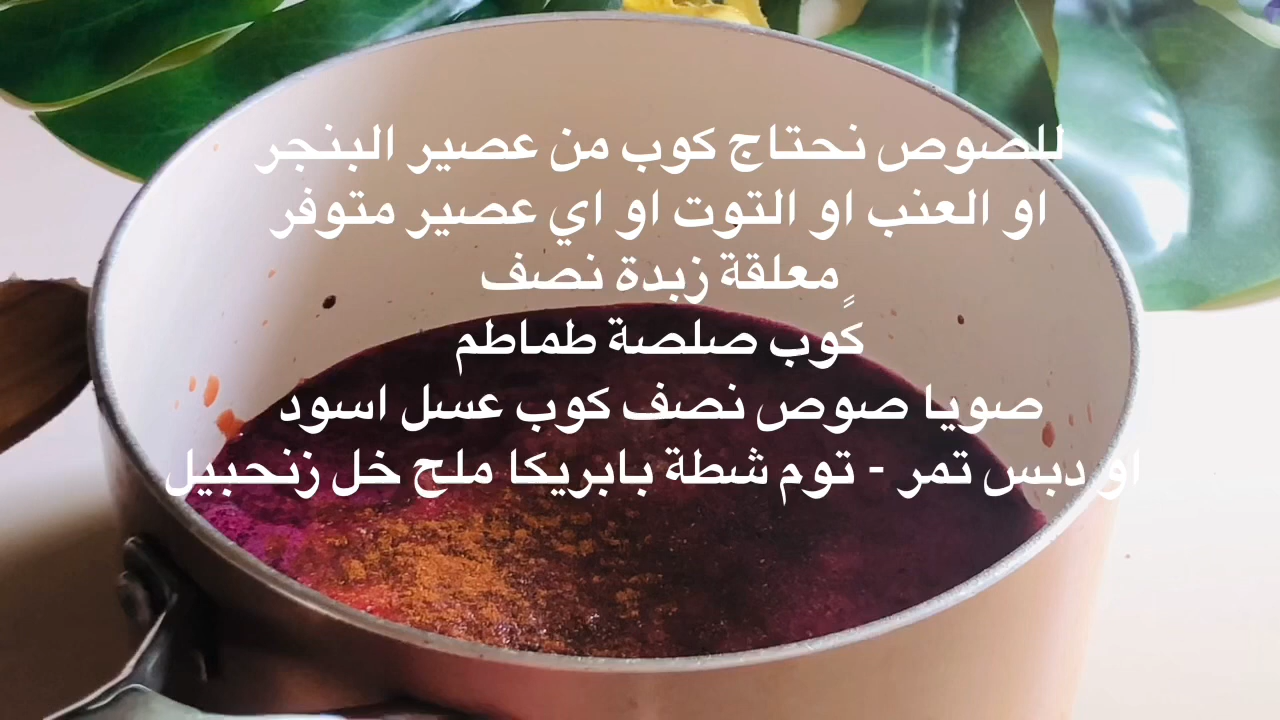 للصوص نحتاج كوب من عصير البنجر
او العنب او التوت او اي عصير متوفر
معلقة زبدة نصف
كوبٍ صلصة طماطم
صويا صوص نصف كوب عسل اسود
او دبس تمر - توم شطة بابريكا ملح خل زنحبيل